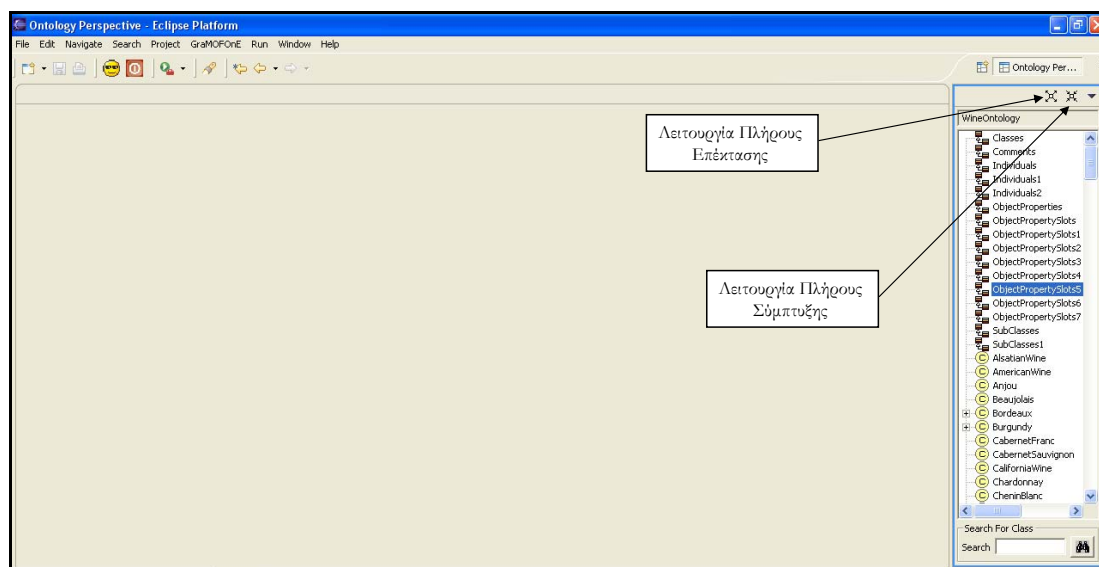 Ontology Perspective - Eclipse Platform
File Edit Navigate Search Project GraMOFOnE Run Window Help
Ontology Per...
Λειτουργία Πλήρους
Επέκτασης
Λειτουργία Πλήρους
Σύμπτυξης
WineOntology
Classes
Comments
Individuals
Individuals1
Individuals2
ObjectProperties
ObjectPropertySlots
ObjectPropertySlots1
ObjectPropertySlots2
ObjectPropertySlots3
ObjectPropertySlots4
ObjectPropertySlots5
ObjectPropertySlots6
ObjectPropertySlots7
SubClasses
SubClasses1
C AlsatianWine
C AmericanWine
C Anjou
C Beaujolais
C Bordeaux
C Burgundy
C CabernetFranc
C CabernetSauvignon
C CaliforniaWine
C Chardonnay
C CheninBlanc
Search For Class
Search